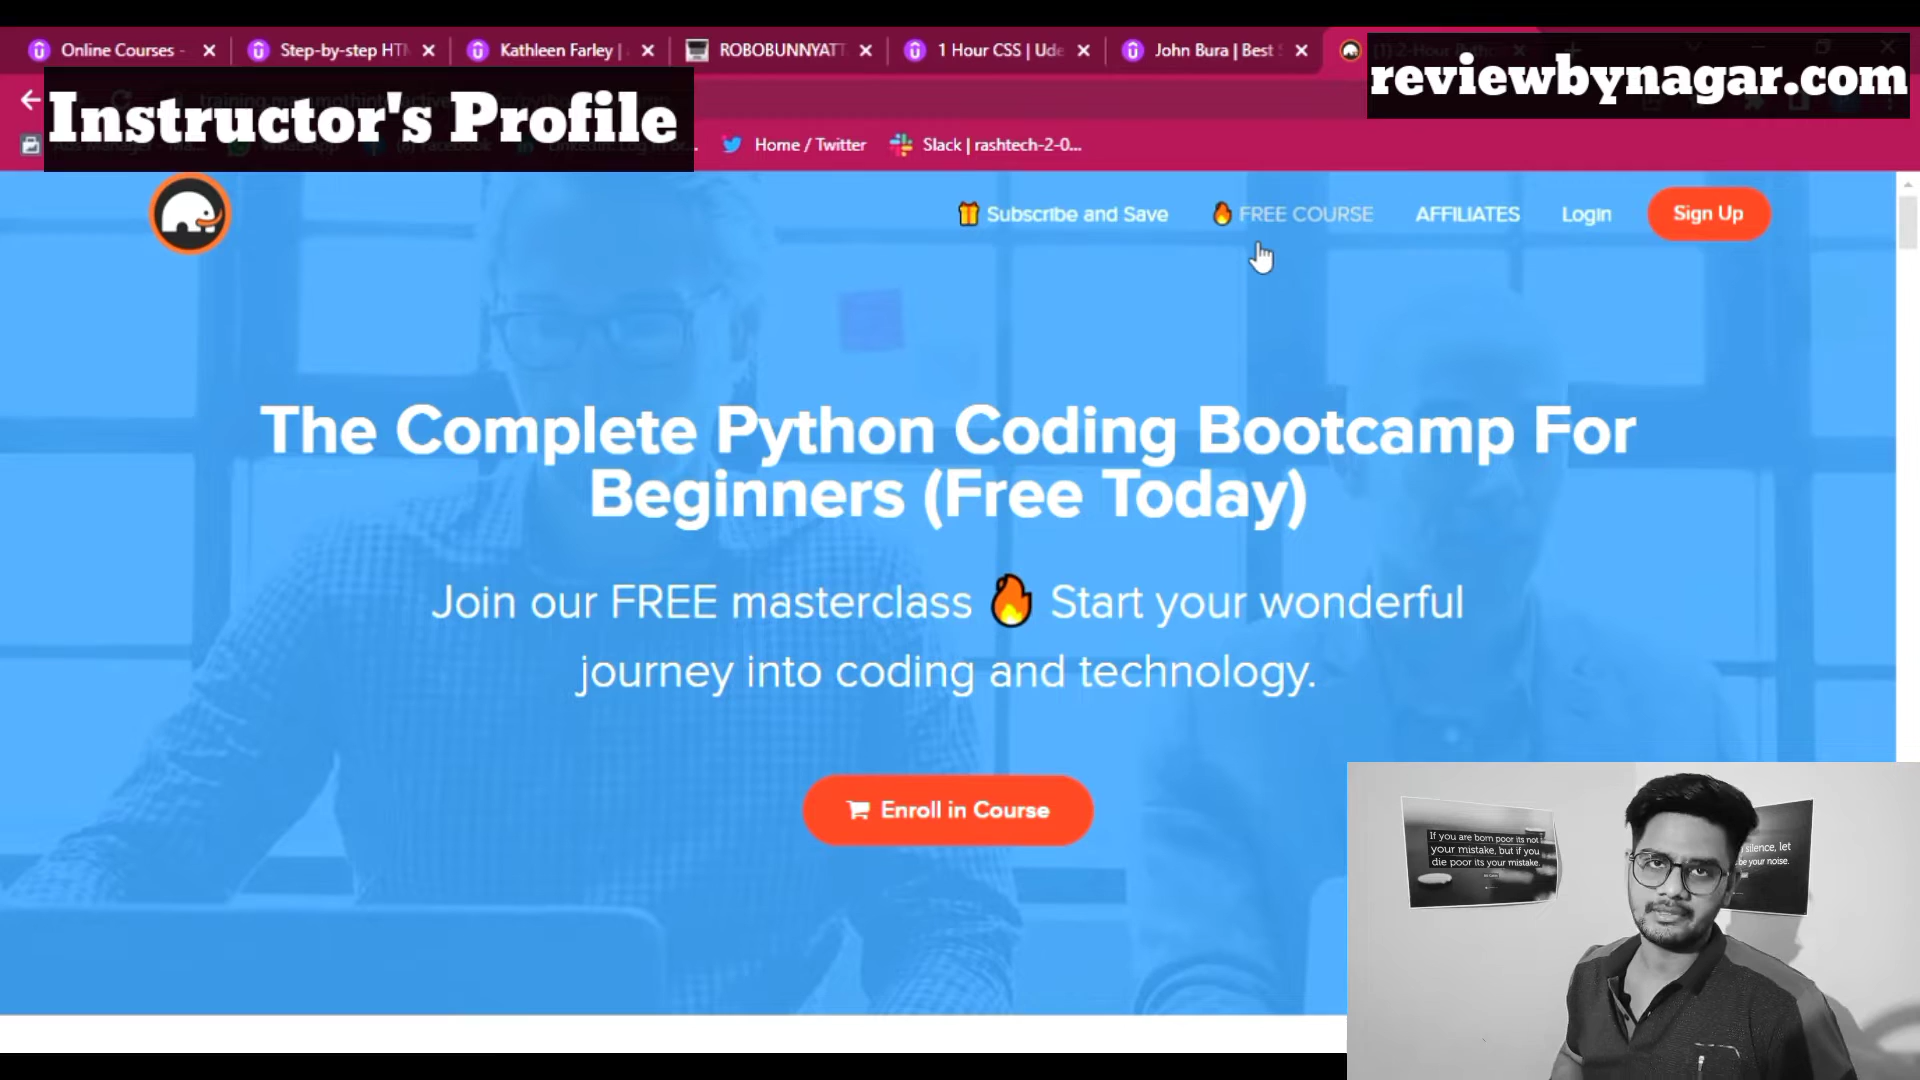 Online Courses -
Step-by-step HT
Kathleen Farley |
ROBOBUNNYATT
1 Hour CSS | Ude
John Bura | Best
Instructor's Profile
reviewbynagar.com
Home / Twitter
Slack | rashtech-2-0...
Subscribe and Save
FREE COURSE
AFFILIATES
Login
Sign Up
The Complete Python Coding Bootcamp For
Beginners (Free Today)
Join our FREE masterclass 🔥 Start your wonderful
journey into coding and technology.
Enroll in Course
If you are born poor its not
your mistake, but if you
die poor its your mistake.
silence, let
be your noise.